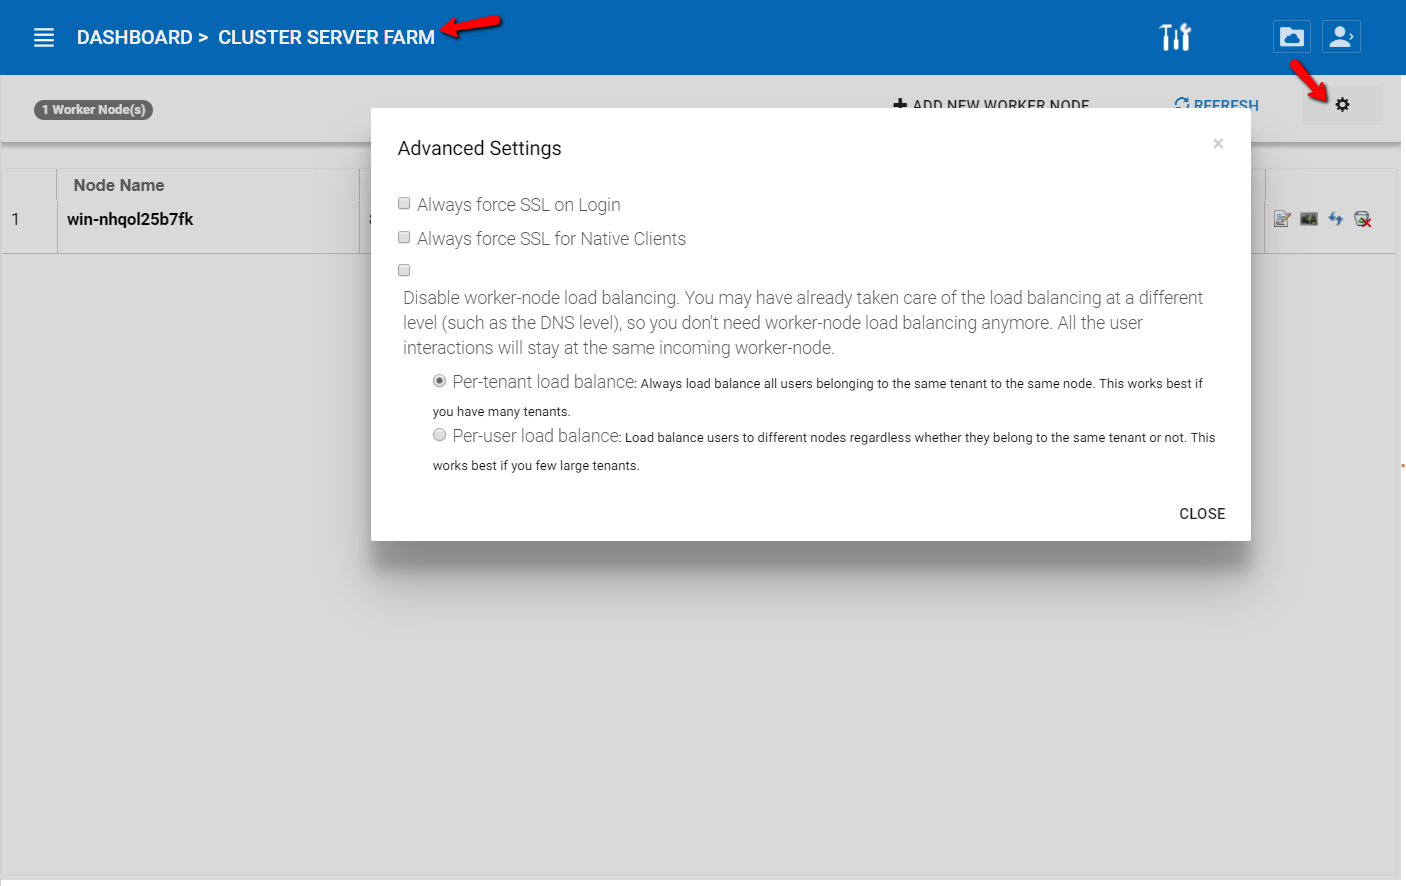 DASHBOARD > CLUSTER SERVER FARM
1 Worker Node(s)
ADD NEW WORKER NODE
REFRESH
Advanced Settings
×
Node Name
1
win-nhqol25b7fk
Always force SSL on Login
Always force SSL for Native Clients
Disable worker-node load balancing. You may have already taken care of the load balancing at a different
level (such as the DNS level), so you don't need worker-node load balancing anymore. All the user
interactions will stay at the same incoming worker-node.
Per-tenant load balance: Always load balance all users belonging to the same tenant to the same node. This works best if
you have many tenants.
Per-user load balance: Load balance users to different nodes regardless whether they belong to the same tenant or not. This
works best if you few large tenants.
CLOSE